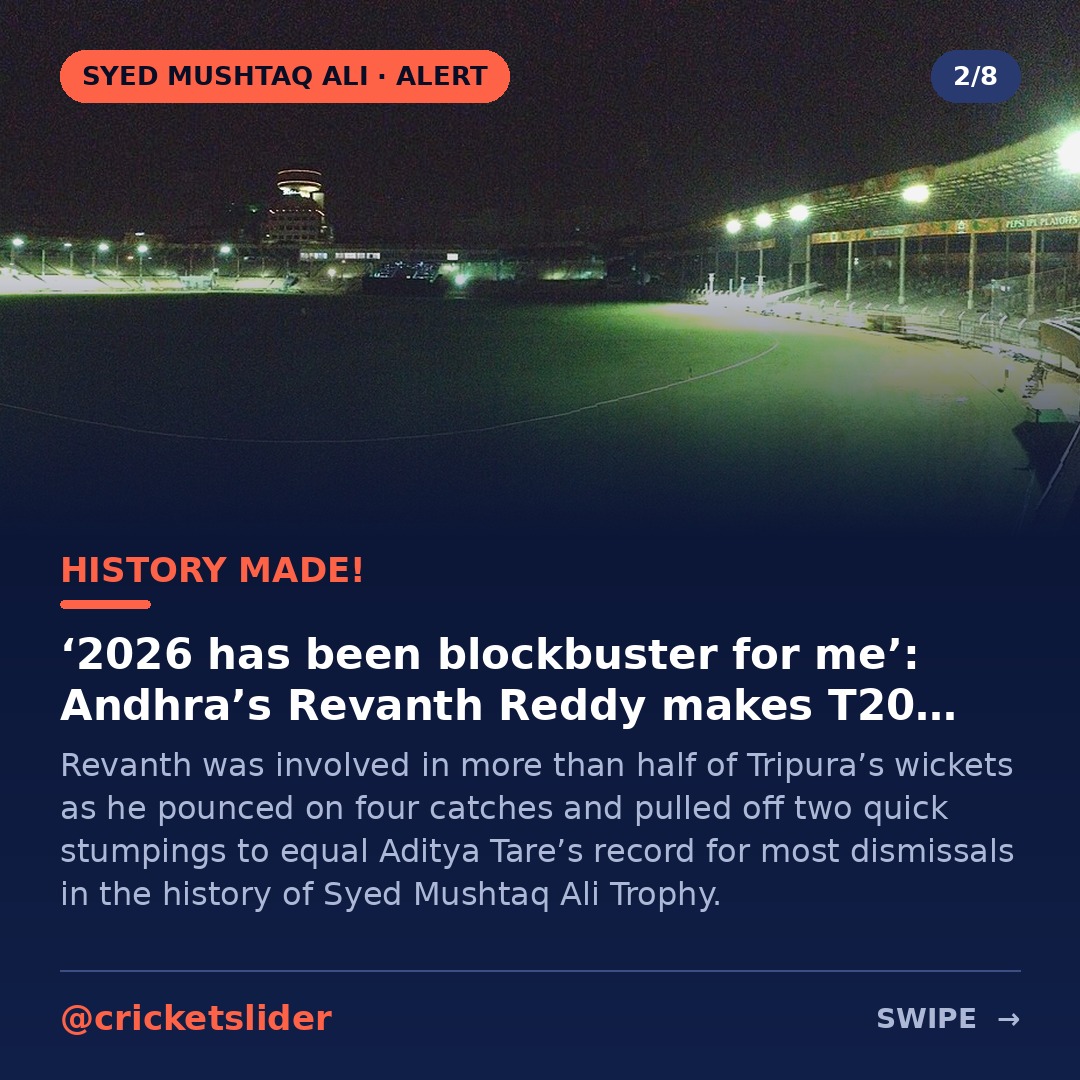 SYED MUSHTAQ ALI · ALERT
2/8
PEPSI IPL PLAYOFFS
HISTORY MADE!
‘2026 has been blockbuster for me’:
Andhra’s Revanth Reddy makes T20…
Revanth was involved in more than half of Tripura’s wickets
as he pounced on four catches and pulled off two quick
stumpings to equal Aditya Tare’s record for most dismissals
in the history of Syed Mushtaq Ali Trophy.
@cricketslider
SWIPE →